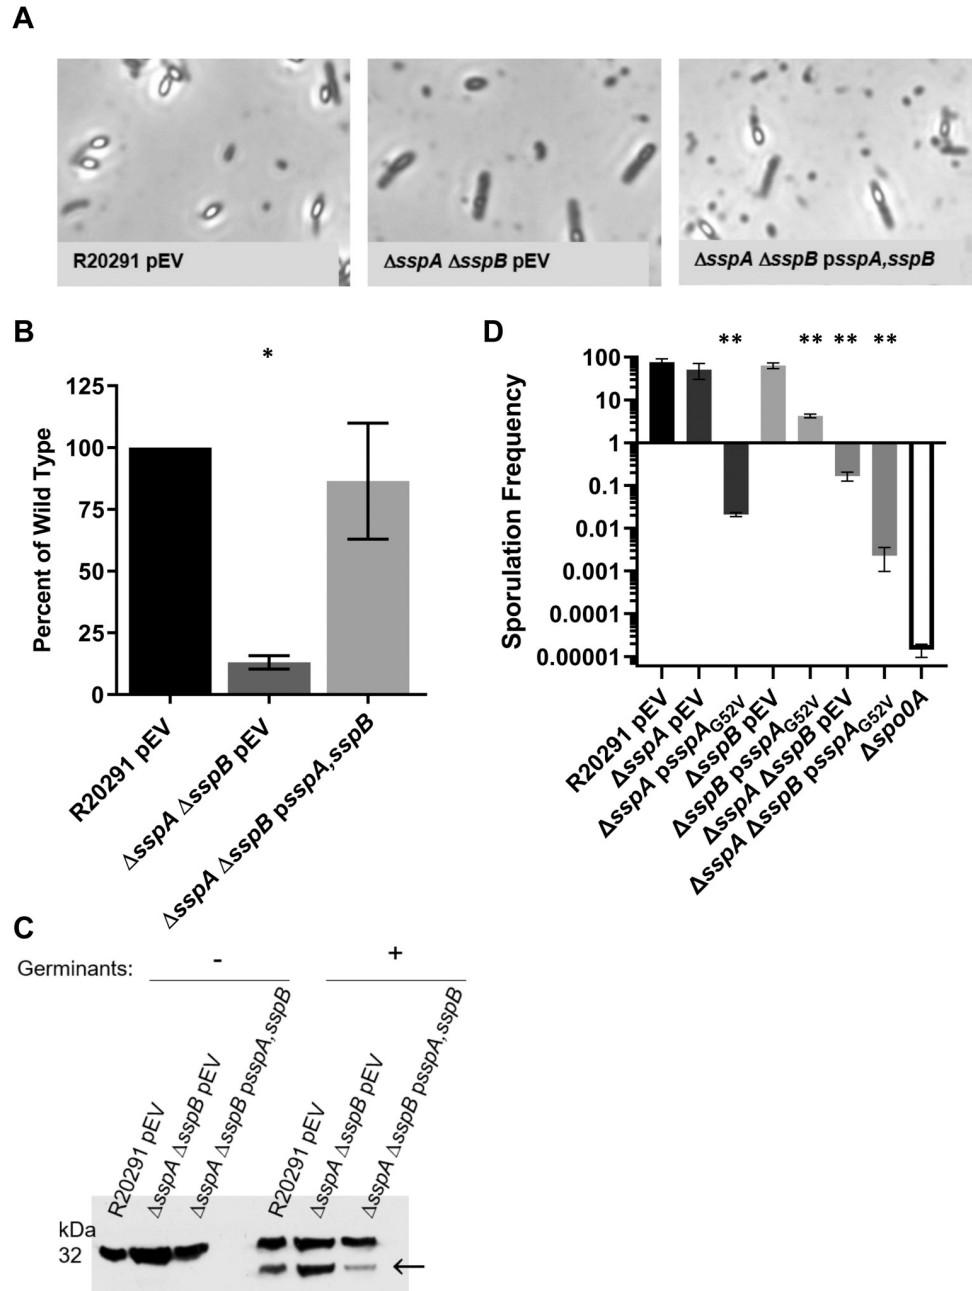 A
R20291 pEV
ΔsspA ΔsspB pEV
ΔsspA ΔsspB psspA,sspB
B
*
Percent of Wild Type
125
100
75
50
25
0
R20291 pEV
ΔsspA ΔsspB pEV
ΔsspA ΔsspB psspA,sspB
D
** ** ** **
Sporulation Frequency
100
10
1
0.1
0.01
0.001
0.0001
0.00001
R20291 pEV
ΔsspA pEV
ΔsspA psspAG52V
ΔsspB pEV
ΔsspB psspAG52V
ΔsspA ΔsspB pEV
ΔsspA ΔsspB psspAG52V
Δspo0A
C
Germinants: - +
R20291 pEV
ΔsspA ΔsspB pEV
ΔsspA ΔsspB psspA,sspB
R20291 pEV
ΔsspA ΔsspB pEV
ΔsspA ΔsspB psspA,sspB
kDa
32